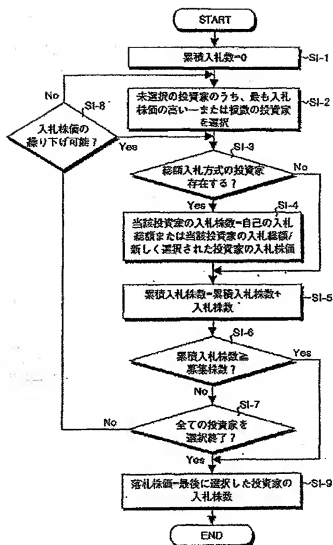 START
累積入札数=0
SI-1
SI-8
No
未選択の投資家のうち、最も入札
株価の高い一または複数の投資家
を選択
SI-2
入札株価の
繰り下げ可能？
Yes
SI-3
総額入札方式の投資家
存在する？
No
Yes
SI-4
当該投資家の入札株数=自己の入札
総額または当該投資家の入札総額/
新しく選択された投資家の入札株価
累積入札株数=累積入札株数+
入札株数
SI-5
SI-6
累積入札株数≧
募集株数？
Yes
No
SI-7
No
全ての投資家を
選択終了？
Yes
落札株価=最後に選択した投資家の
入札株数
SI-9
END